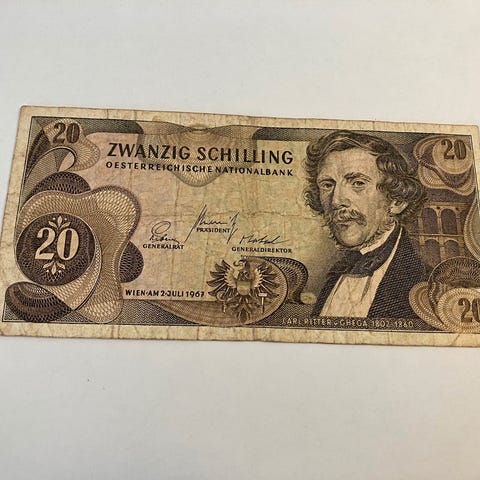 20
20
ZWANZIG SCHILLING
OESTERREICHISCHE NATIONALBANK
PRÄSIDENT
GENERALRAT
GENERALDIREKTOR
20
WIEN·AM 2·JULI 1967
CARL RITTER v·GHEGA 1802-1860
20